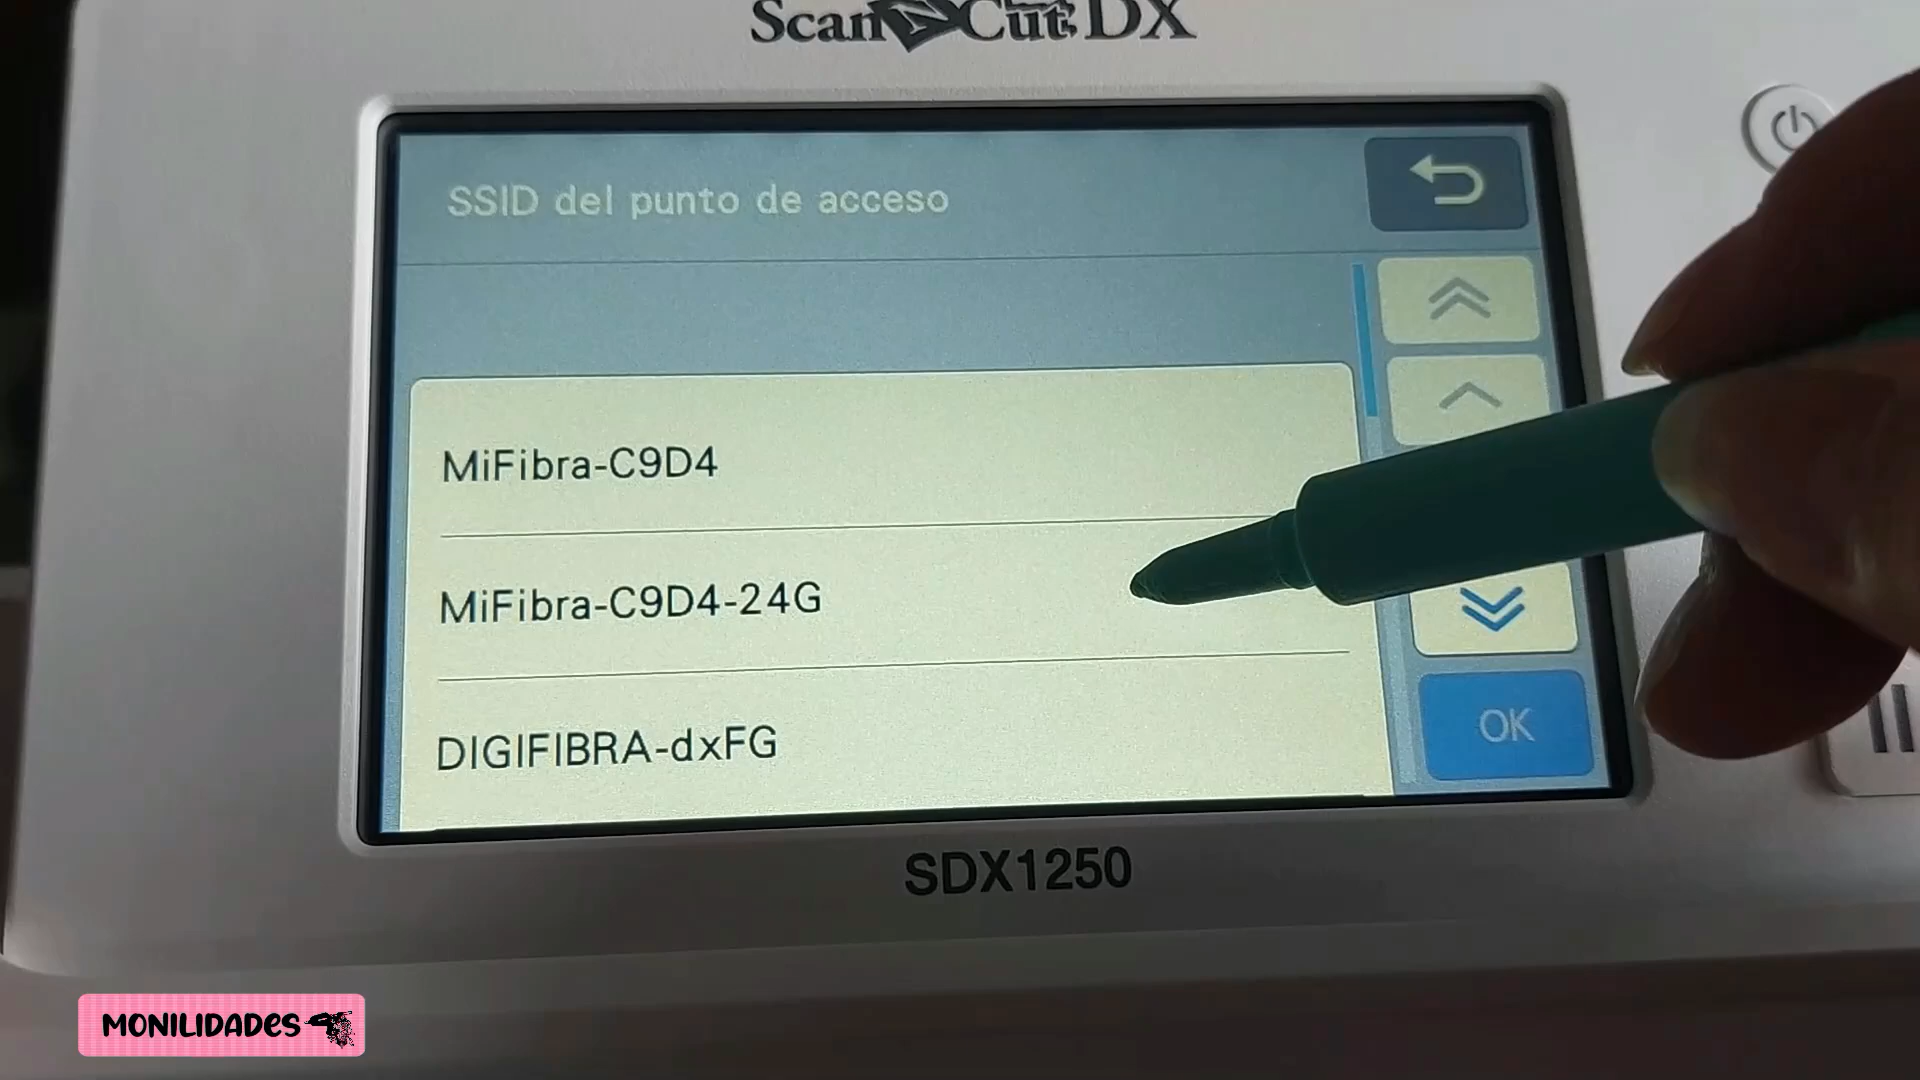 ScanNCut DX
SSID del punto de acceso
MiFibra-C9D4
MiFibra-C9D4-24G
DIGIFIBRA-dxFG
OK
SDX1250
MONILIDADES